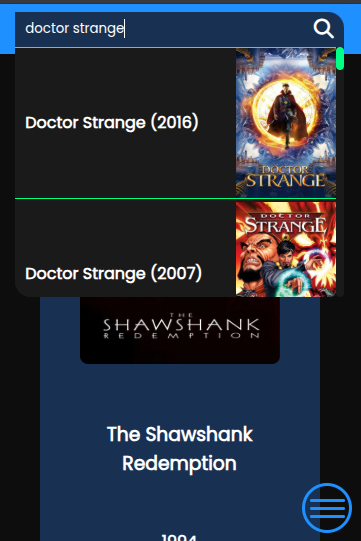 doctor strange
Doctor Strange (2016)
DOCTOR
STRANGE
DOCTOR
STRANGE
Doctor Strange (2007)
THE
SHAWSHANK
REDEMPTION
The Shawshank
Redemption
1994